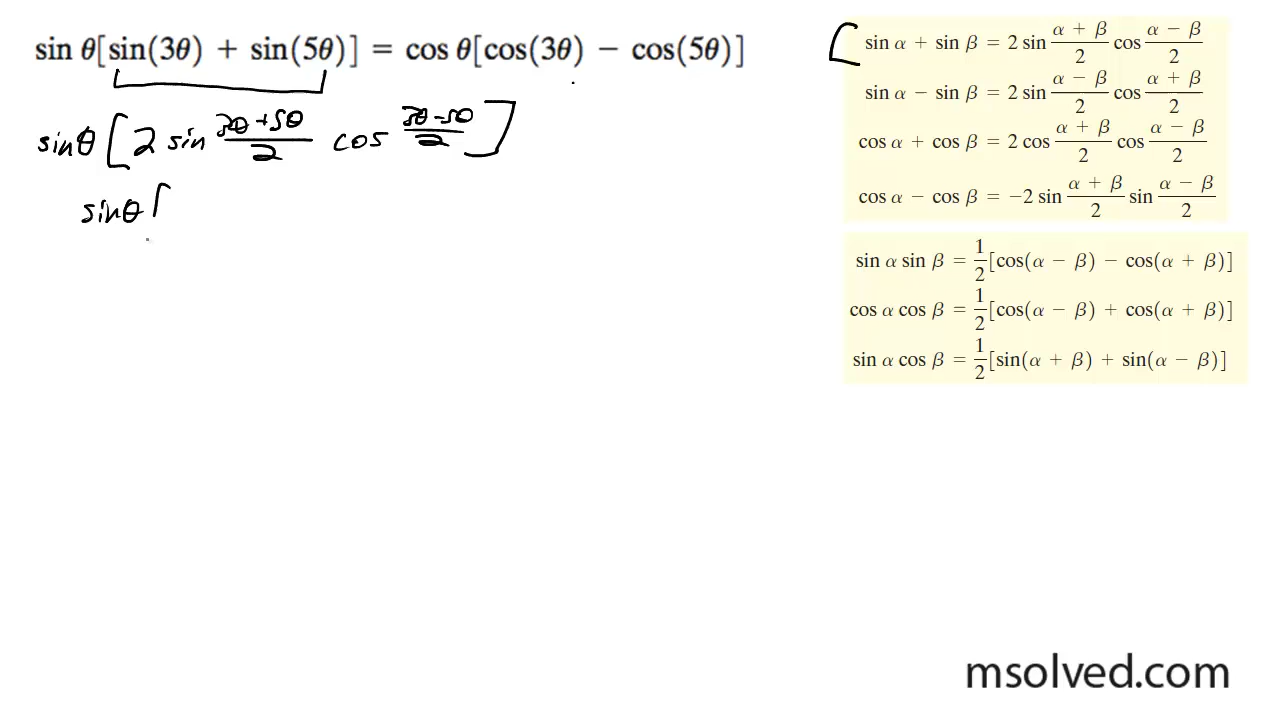 sin θ[sin(3θ) + sin(5θ)] = cos θ[cos(3θ) − cos(5θ)]
sinθ [2 sin (3θ+5θ)/2 cos (3θ-5θ)/2]
sinθ [
sin α + sin β = 2 sin (α + β)/2 cos (α − β)/2
sin α − sin β = 2 sin (α − β)/2 cos (α + β)/2
cos α + cos β = 2 cos (α + β)/2 cos (α − β)/2
cos α − cos β = −2 sin (α + β)/2 sin (α − β)/2
sin α sin β = 1/2[cos(α − β) − cos(α + β)]
cos α cos β = 1/2[cos(α − β) + cos(α + β)]
sin α cos β = 1/2[sin(α + β) + sin(α − β)]
msolved.com